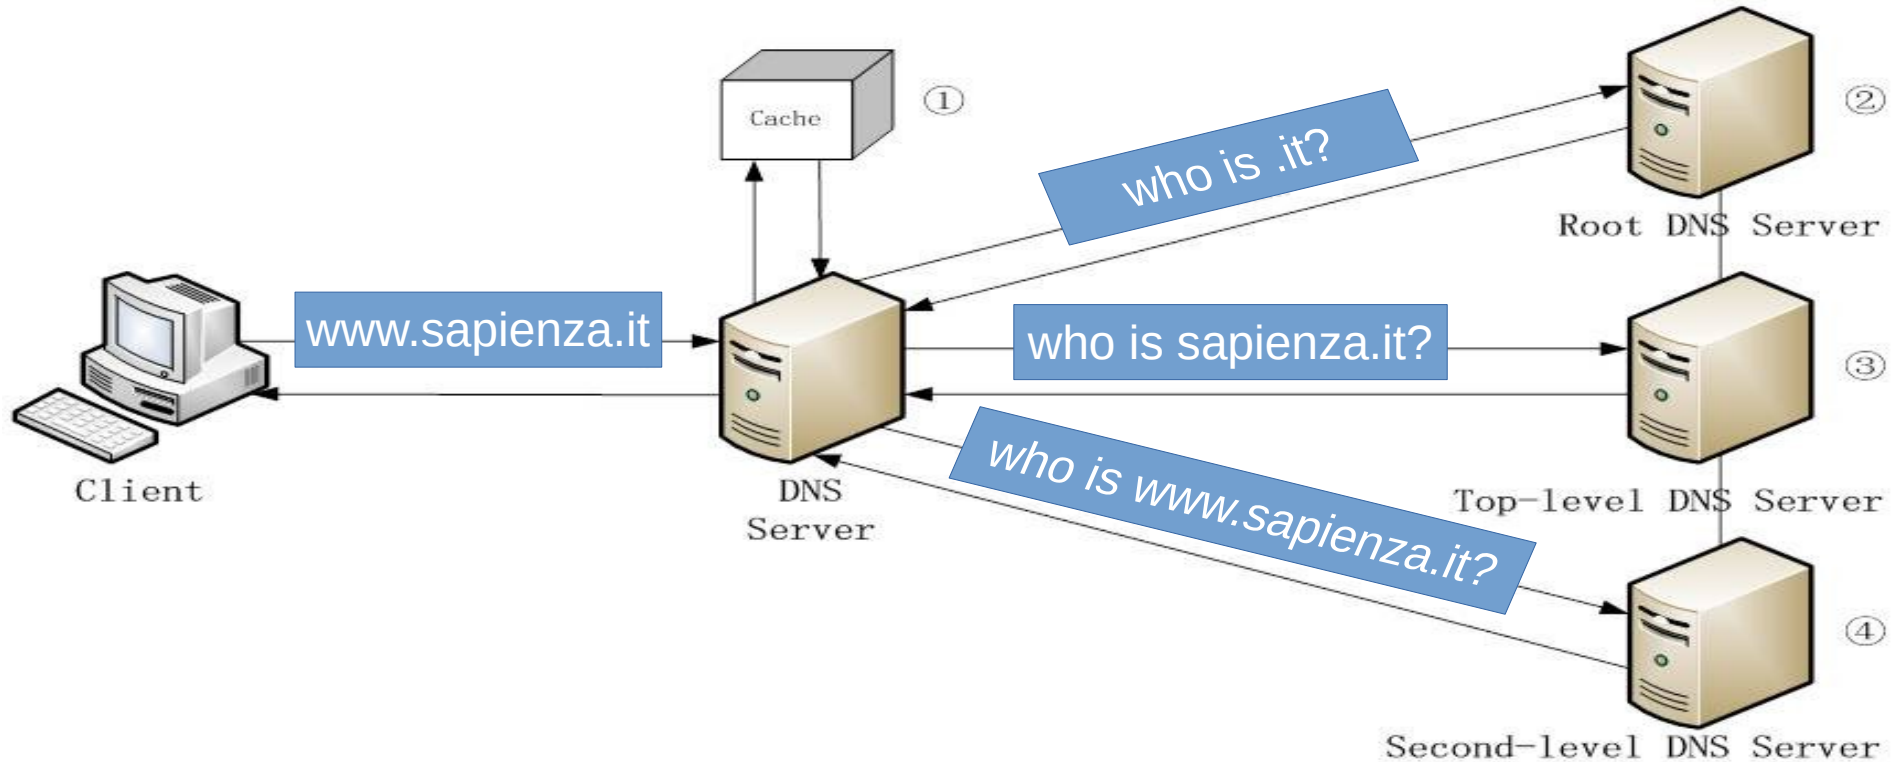 Cache
①
who is .it?
②
Root DNS Server
www.sapienza.it
who is sapienza.it?
③
Client
DNS
Server
who is www.sapienza.it?
Top-level DNS Server
④
Second-level DNS Server